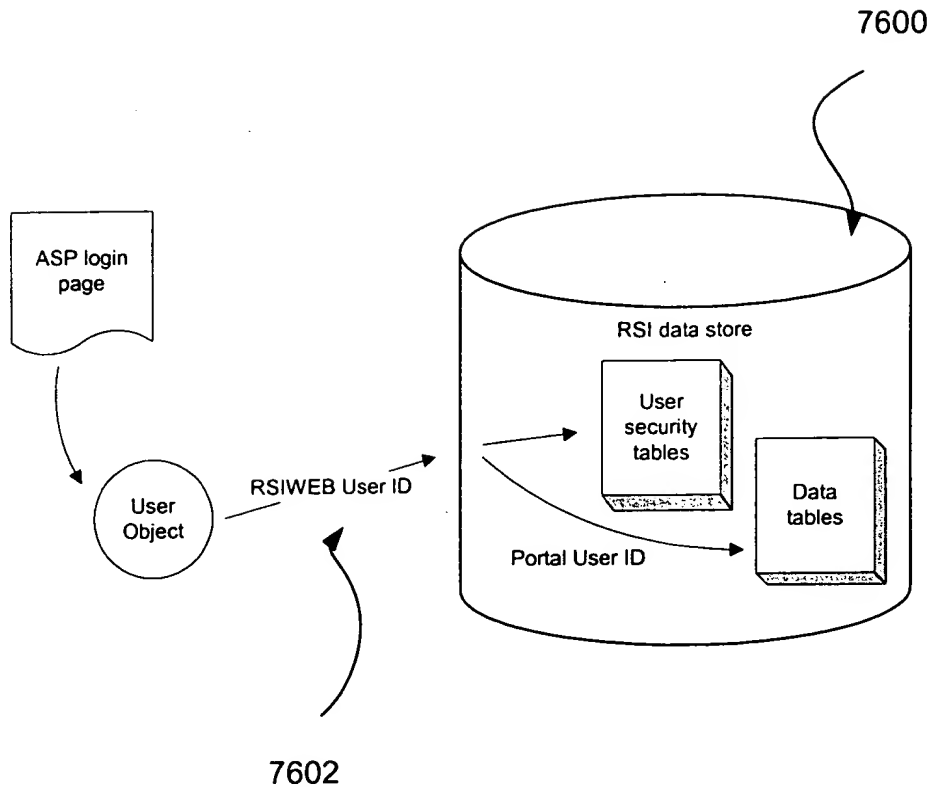 7600
ASP login
page
RSI data store
User
security
tables
RSIWEB User ID
User
Object
Data
tables
Portal User ID
7602